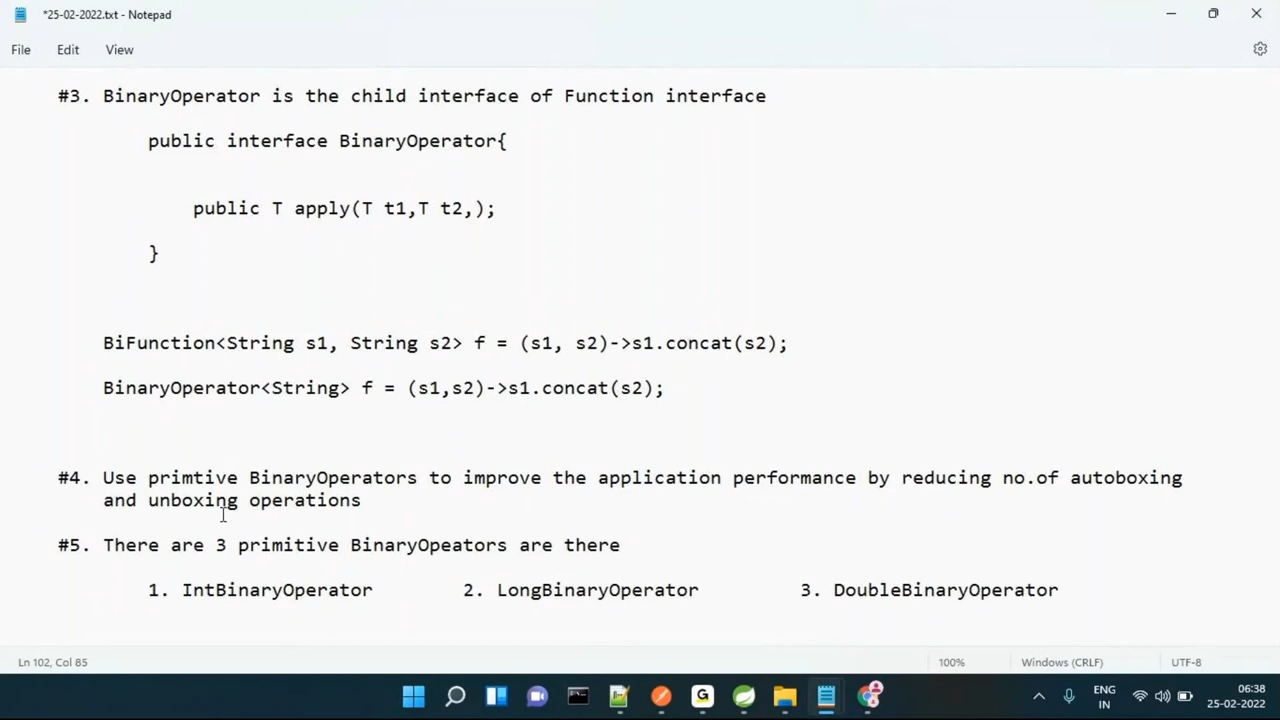 *25-02-2022.txt - Notepad
File Edit View
#3. BinaryOperator is the child interface of Function interface
public interface BinaryOperator{
public T apply(T t1,T t2,);
}
BiFunction<String s1, String s2> f = (s1, s2)->s1.concat(s2);
BinaryOperator<String> f = (s1,s2)->s1.concat(s2);
#4. Use primtive BinaryOperators to improve the application performance by reducing no.of autoboxing
and unboxing operations
#5. There are 3 primitive BinaryOpeators are there
1. IntBinaryOperator 2. LongBinaryOperator 3. DoubleBinaryOperator
Ln 102, Col 85 100% Windows (CRLF) UTF-8
G ENG 06:38
IN 25-02-2022